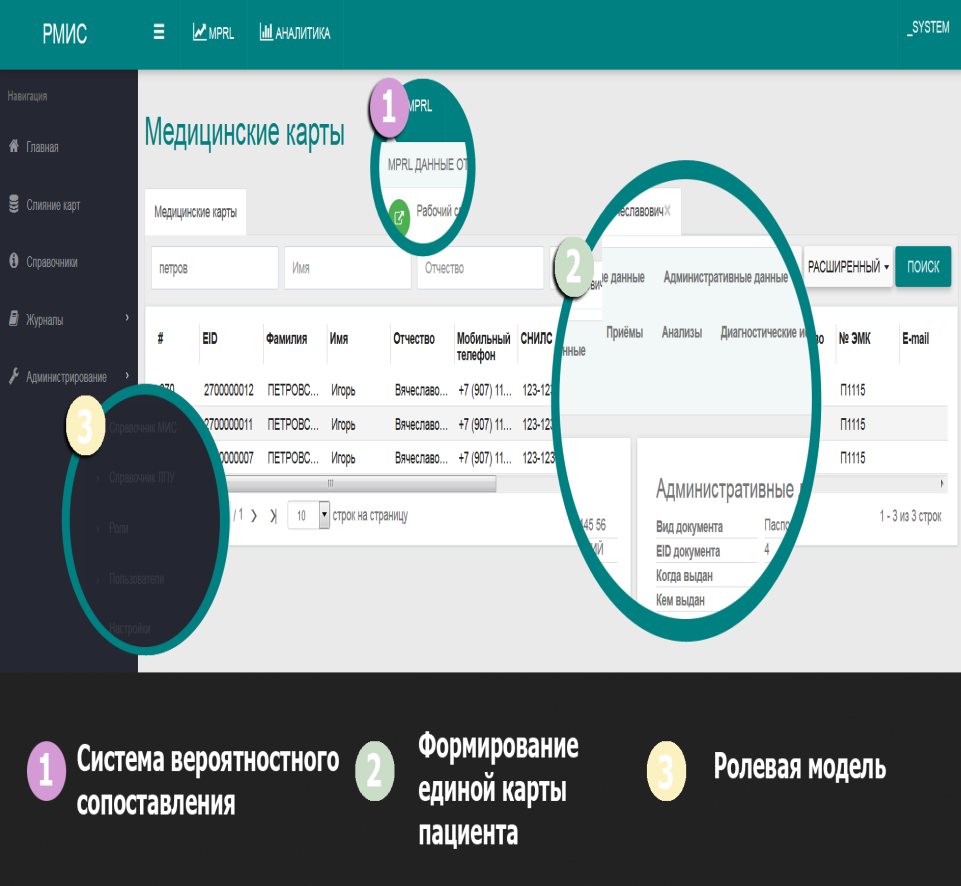 РМИС
MPRL
АНАЛИТИКА
_SYSTEM
Навигация
Главная
Слияние карт
Справочники
Журналы
Администрирование
Справочник МИС
Справочник ЛПУ
Роли
Пользователи
Настройки
Медицинские карты
1
MPRL
MPRL ДАННЫЕ ОТ
Рабочий с
Медицинские карты
еславович ×
петров
Имя
Отчество
2
е данные Административные данные
РАСШИРЕННЫЙ
ПОИСК
Приёмы Анализы Диагностические и
нные
# EID Фамилия Имя Отчество Мобильный телефон СНИЛС № ЭМК E-mail
2700000012 ПЕТРОВС... Игорь Вячеславо... +7 (907) 11... 123-123 П1115
2700000011 ПЕТРОВС... Игорь Вячеславо... +7 (907) 11... 123-123 П1115
0000007 ПЕТРОВС... Игорь Вячеславо... +7 (907) 11... 123-123 П1115
/ 1 10 строк на страницу
1 - 3 из 3 строк
3
Административные
45 56
ИЙ
Вид документа Паспо
EID документа 4
Когда выдан
Кем выдан
1 Система вероятностного
сопоставления
2 Формирование
единой карты
пациента
3 Ролевая модель